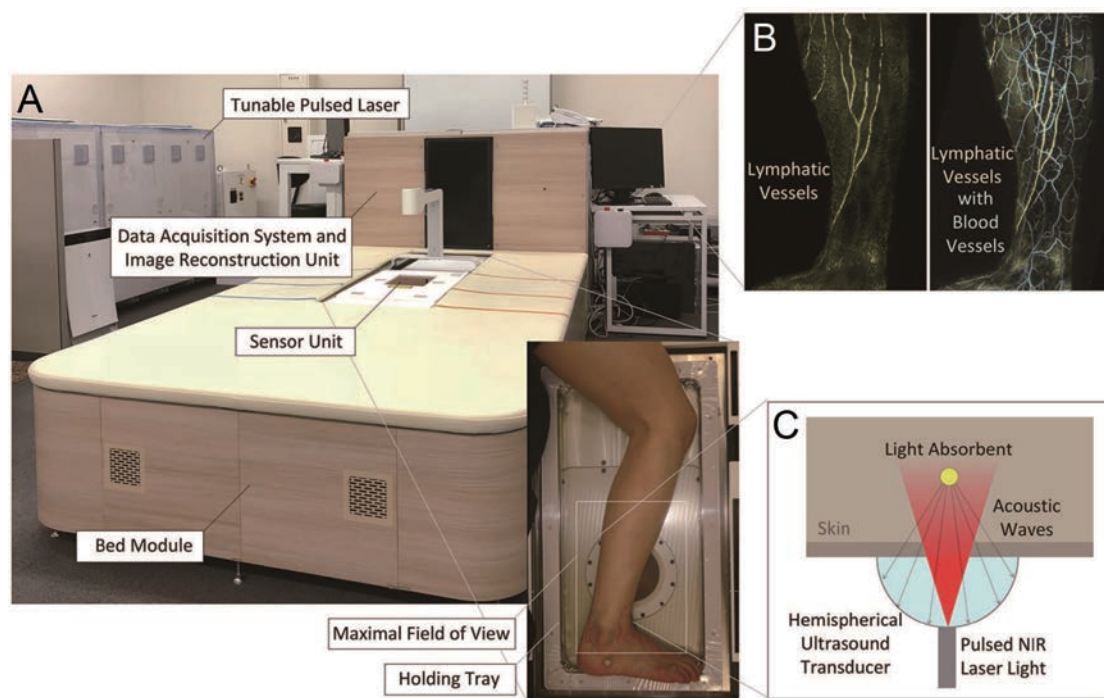 A
Tunable Pulsed Laser
Data Acquisition System and
Image Reconstruction Unit
Sensor Unit
Bed Module
Maximal Field of View
Holding Tray
B
Lymphatic
Vessels
Lymphatic
Vessels
with
Blood
Vessels
C
Light Absorbent
Acoustic
Waves
Skin
Hemispherical
Ultrasound
Transducer
Pulsed NIR
Laser Light